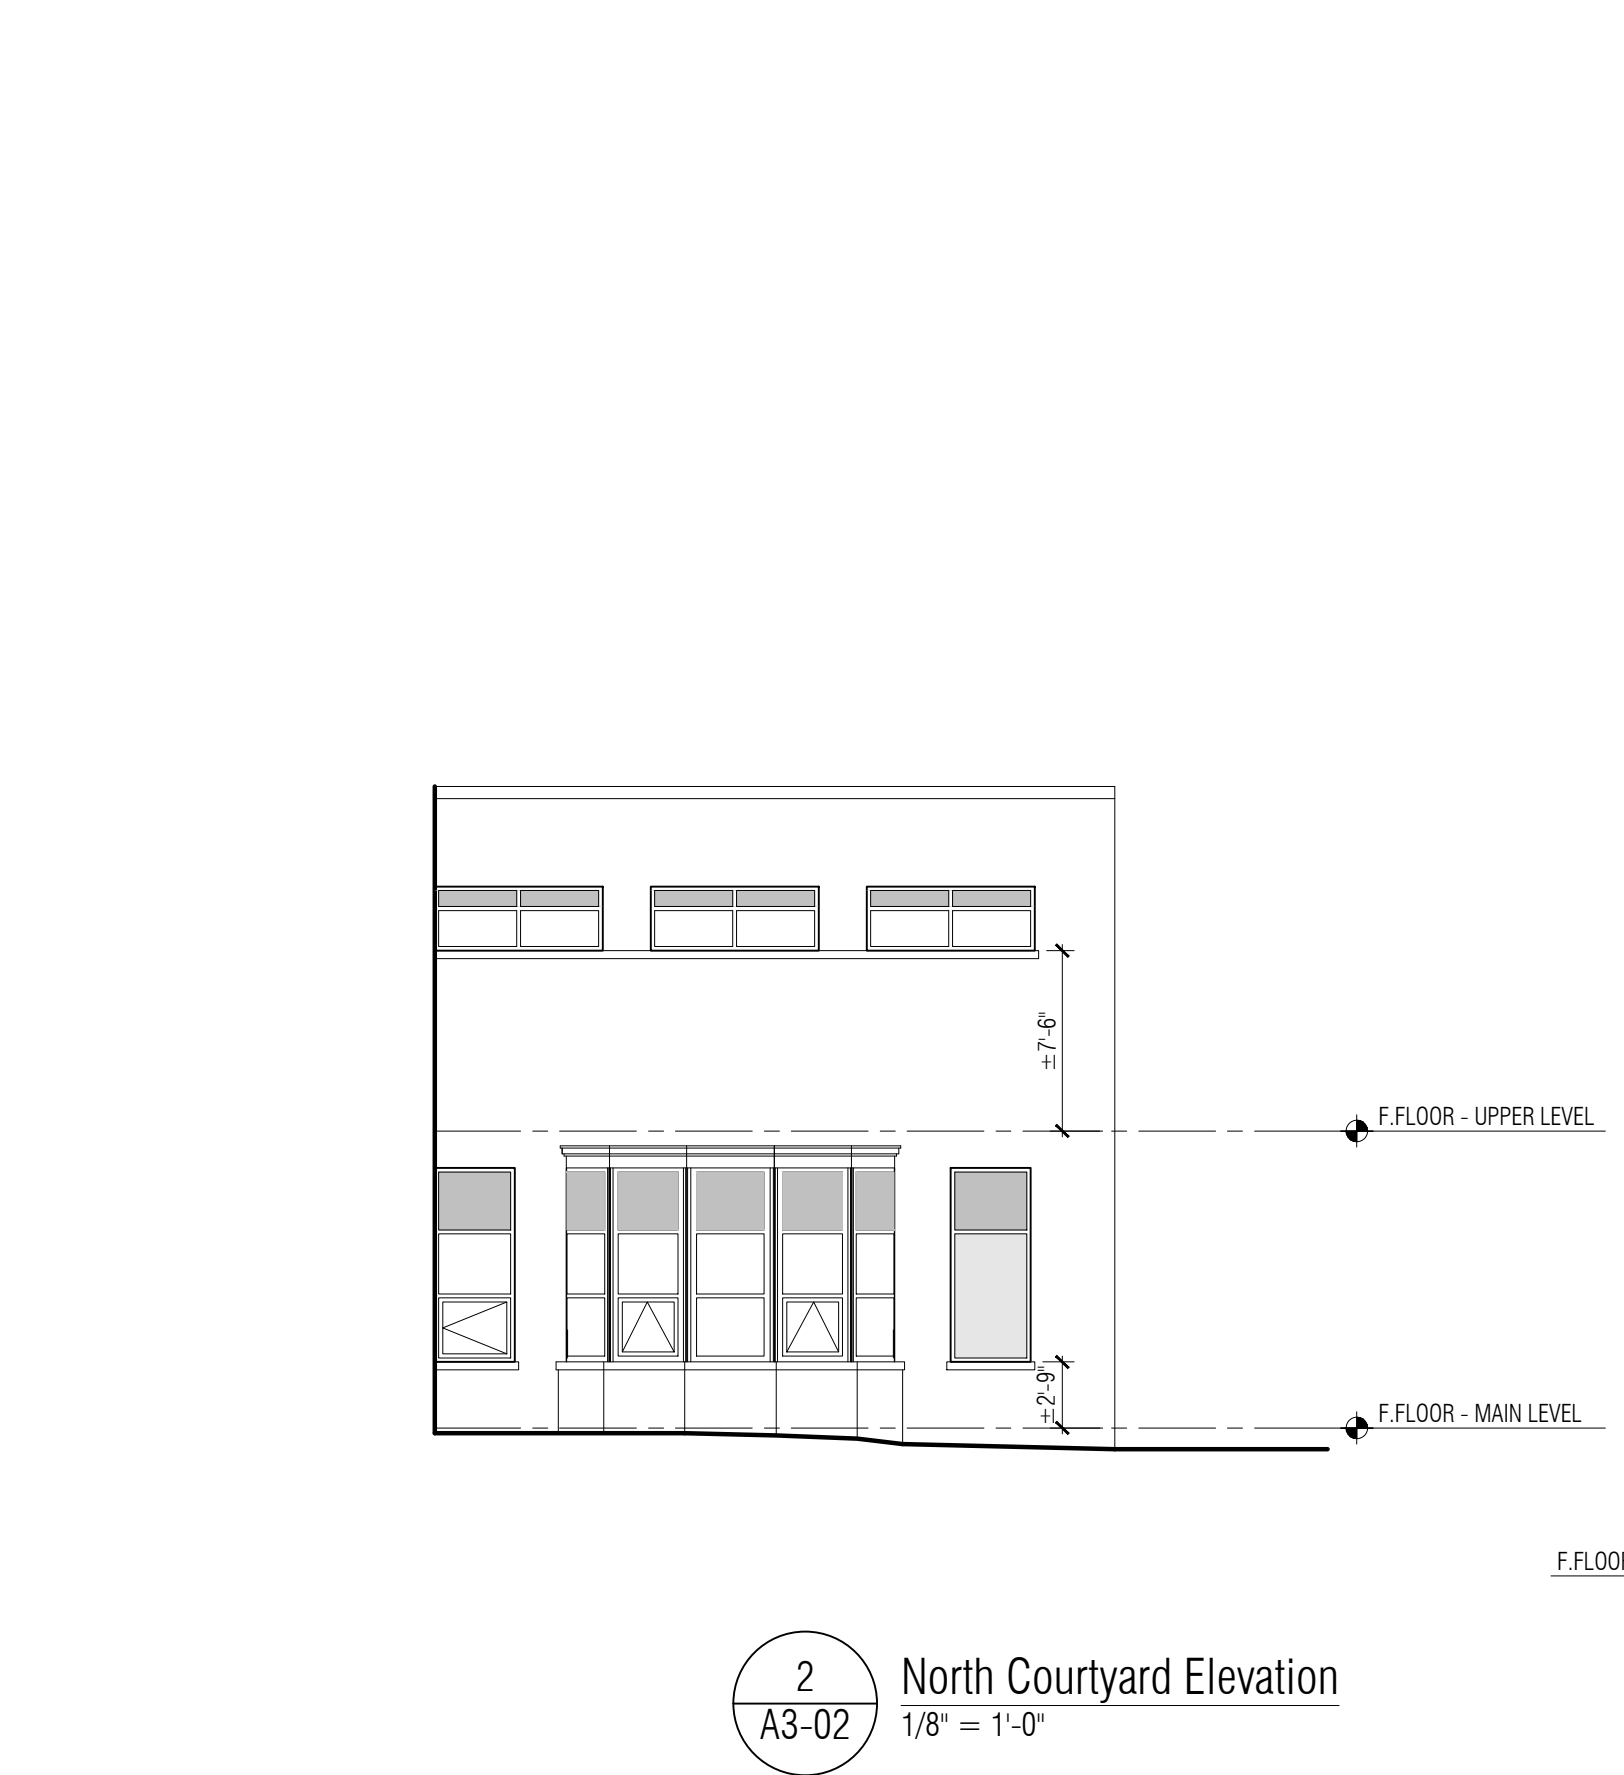 ±7'-6"
F.FLOOR - UPPER LEVEL
±2'-9"
F.FLOOR - MAIN LEVEL
F.FLOO
2
A3-02
North Courtyard Elevation
1/8" = 1'-0"